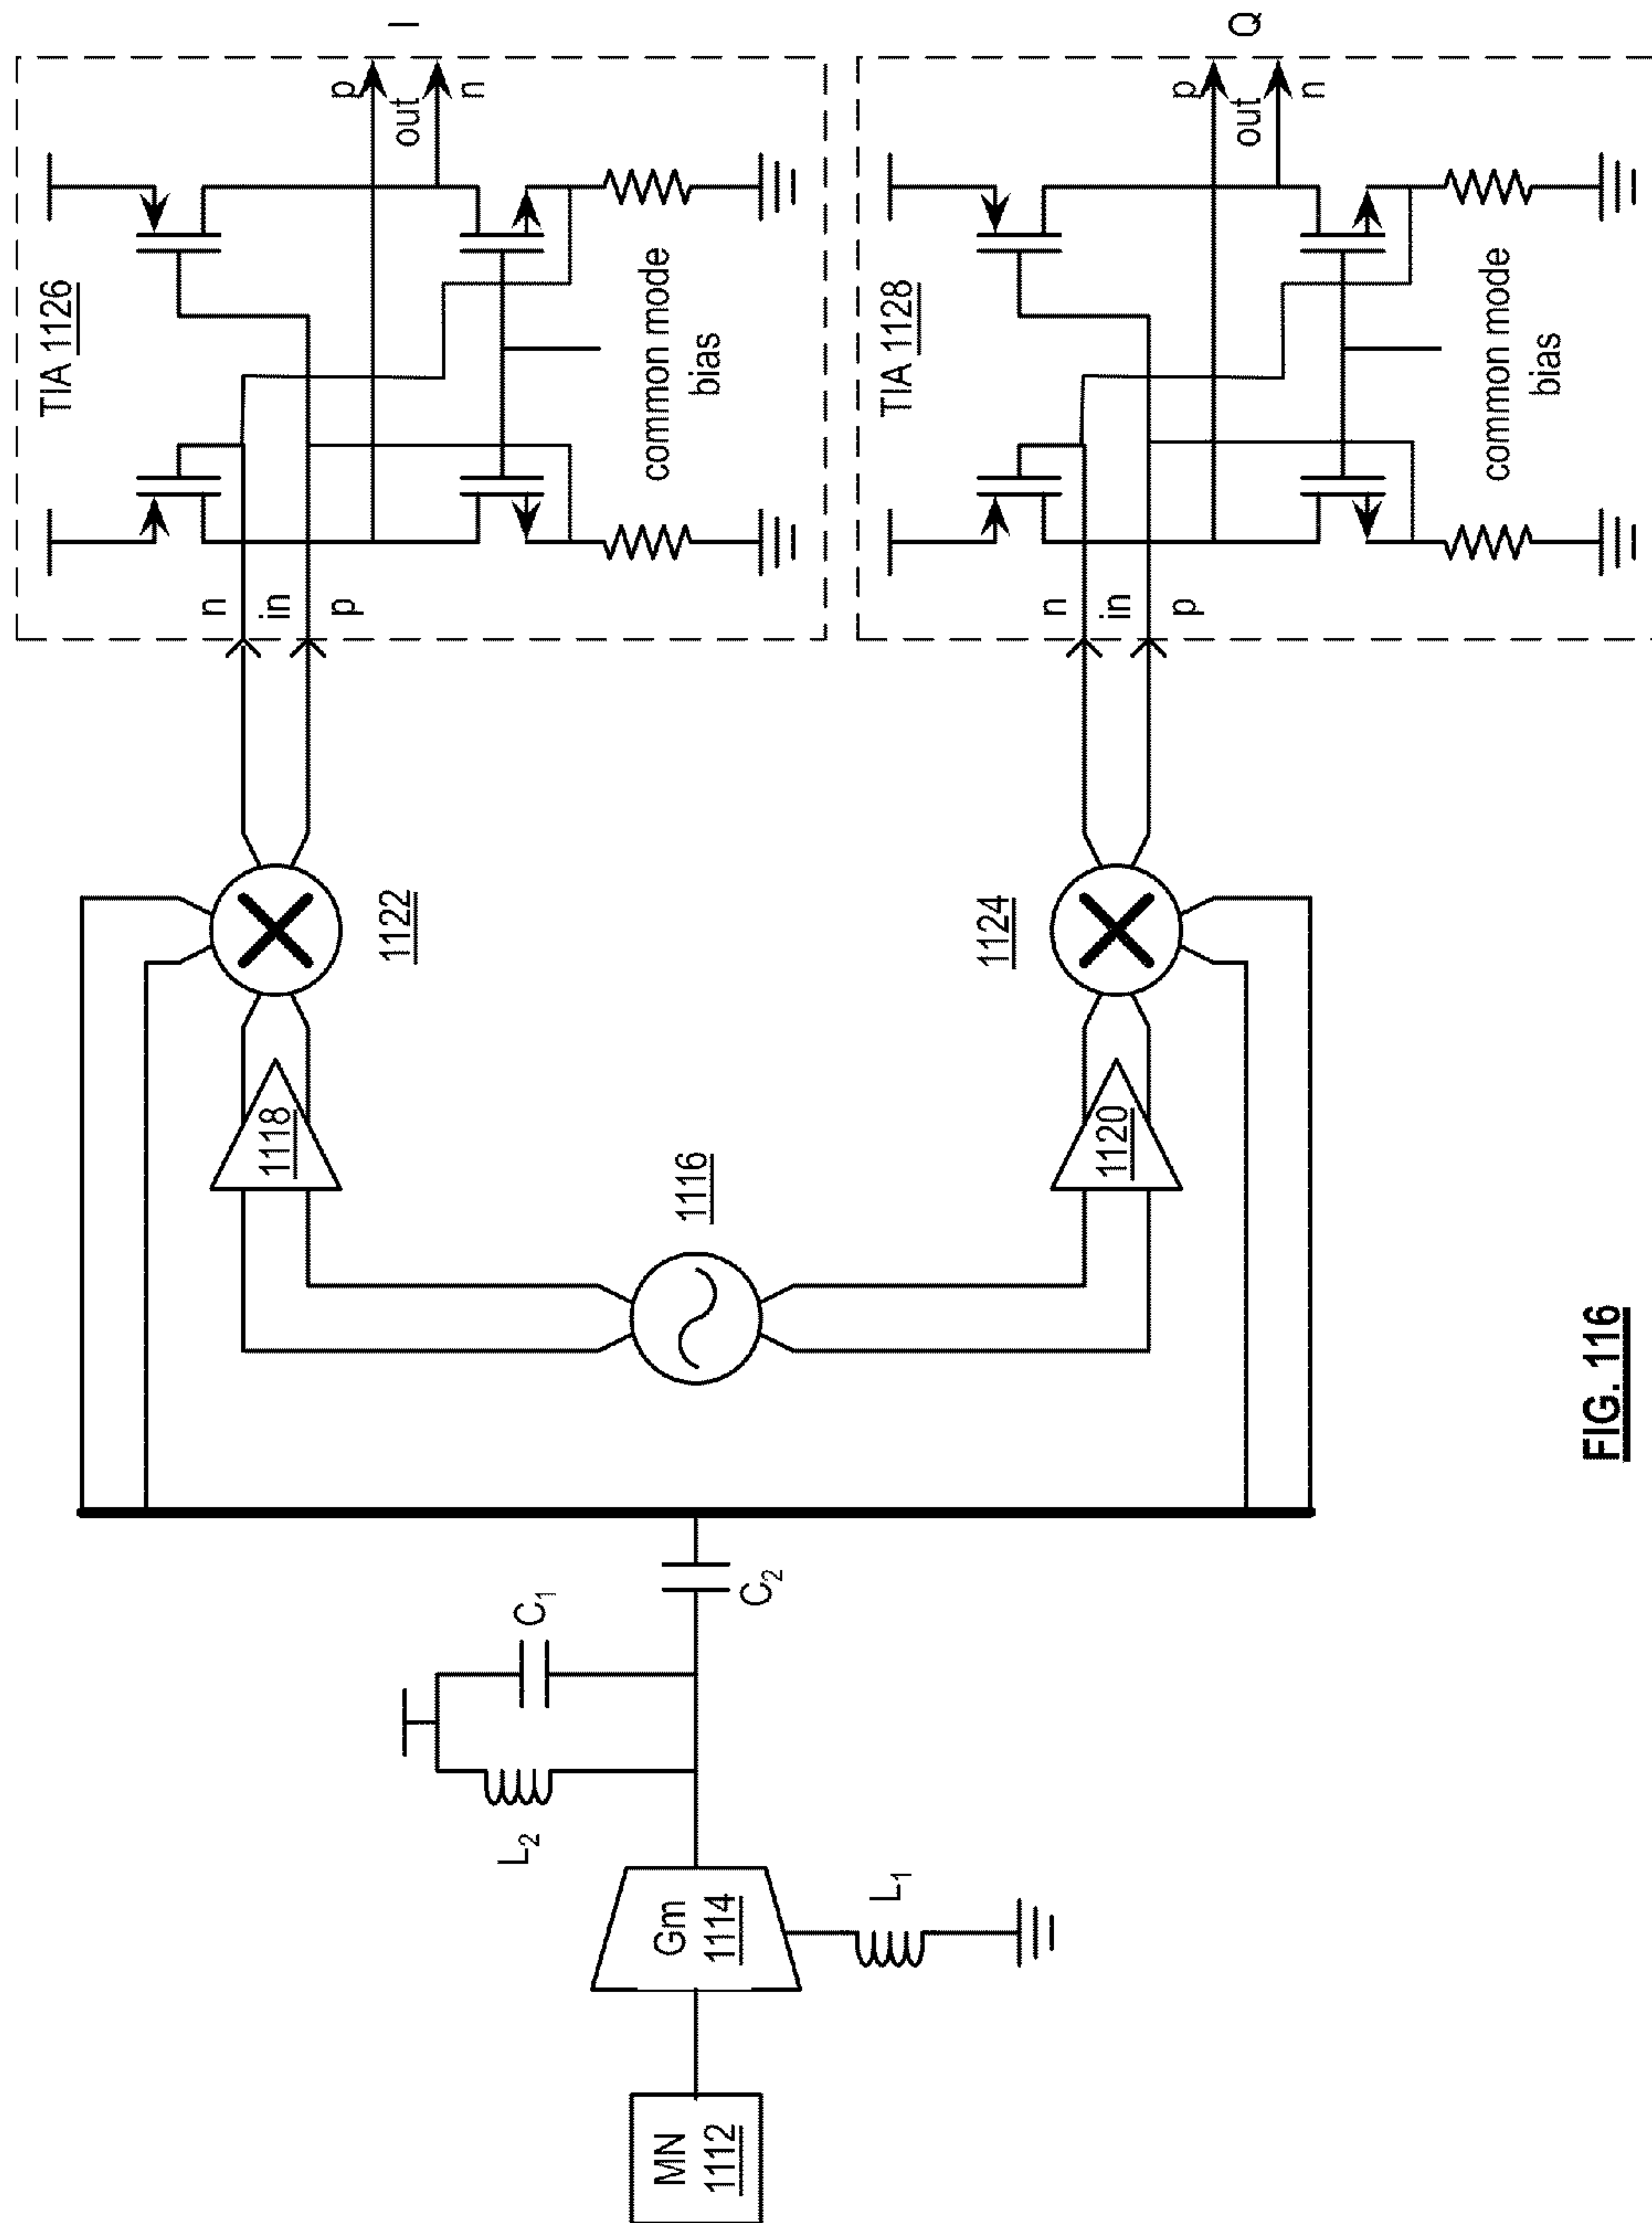 MN
1112
Gm
1114
L1
L2
C1
C2
1116
1118
1120
1122
1124
TIA 1126
n
in
p
common mode
bias
p
out
n
I
TIA 1128
n
in
p
common mode
bias
p
out
n
Q
FIG. 116